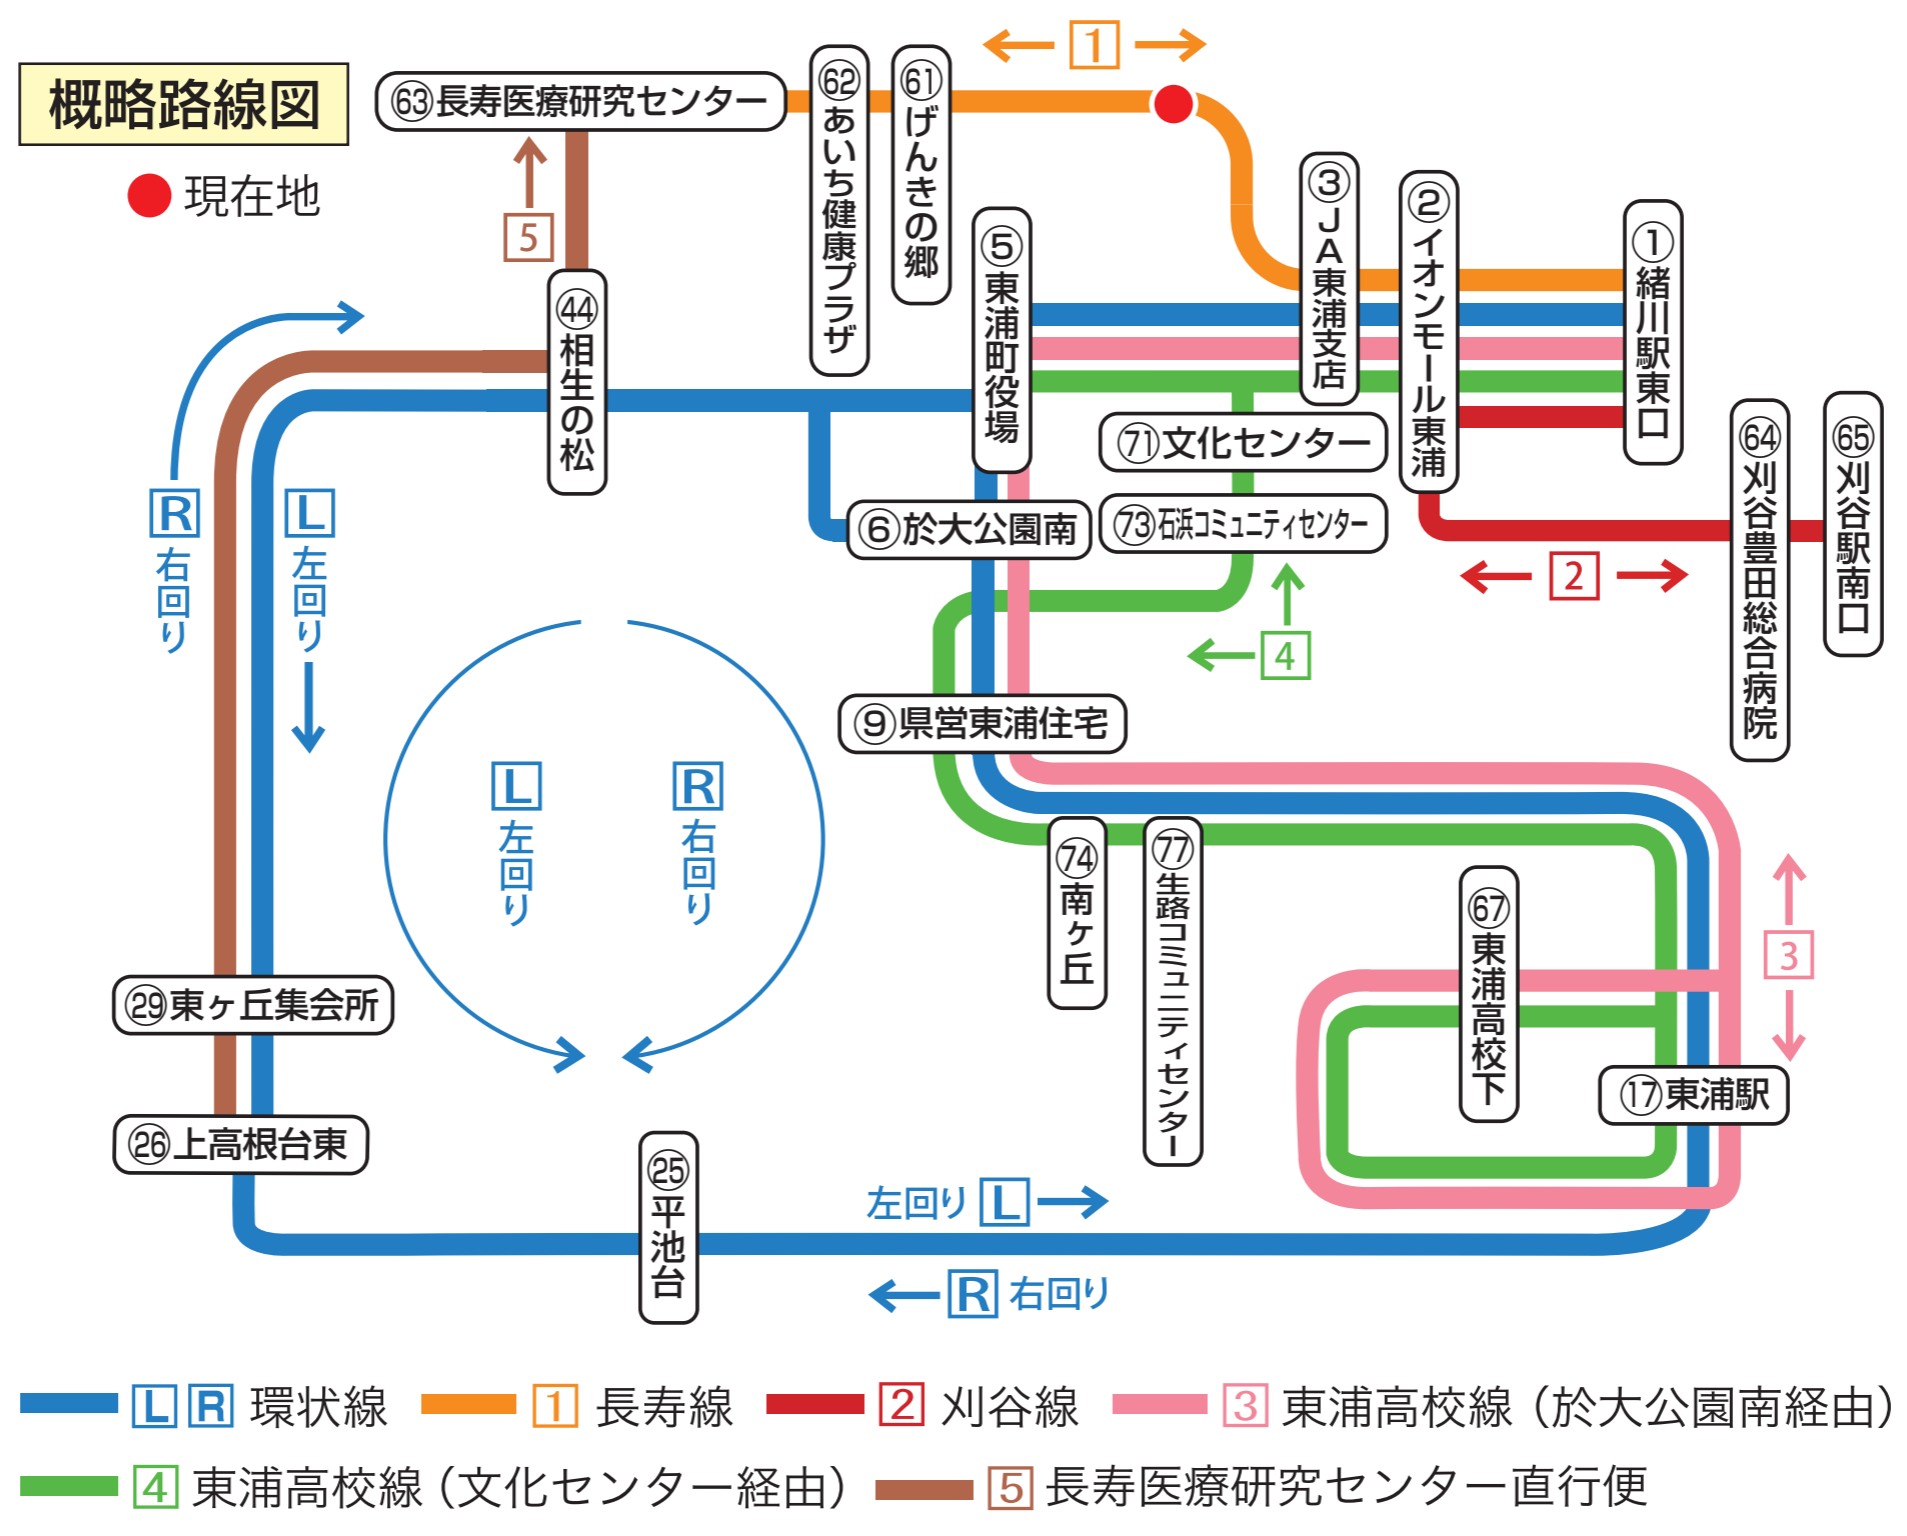 概略路線図
現在地
1
63長寿医療研究センター
62あいち健康プラザ
61げんきの郷
5
44相生の松
⑤東浦町役場
③JA東浦支店
②イオンモール東浦
①緒川駅東口
64刈谷豊田総合病院
65刈谷駅南口
71文化センター
73石浜コミュニティセンター
⑥於大公園南
2
4
R
右回り
L
左回り
⑨県営東浦住宅
L
左回り
R
右回り
74南ヶ丘
77生路コミュニティセンター
67東浦高校下
3
⑰東浦駅
29東ヶ丘集会所
26上高根台東
25平池台
左回り L
R 右回り
L R 環状線 1 長寿線 2 刈谷線 3 東浦高校線（於大公園南経由）
4 東浦高校線（文化センター経由） 5 長寿医療研究センター直行便